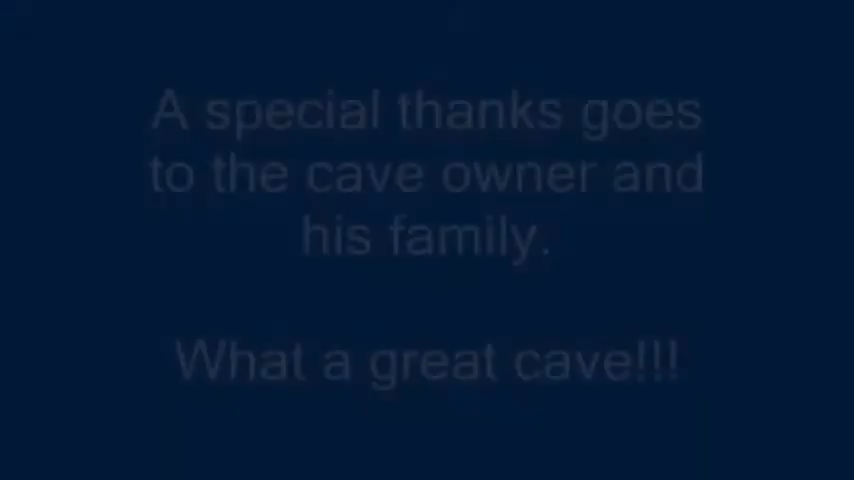 A special thanks goes
to the cave owner and
his family.
What a great cave!!!